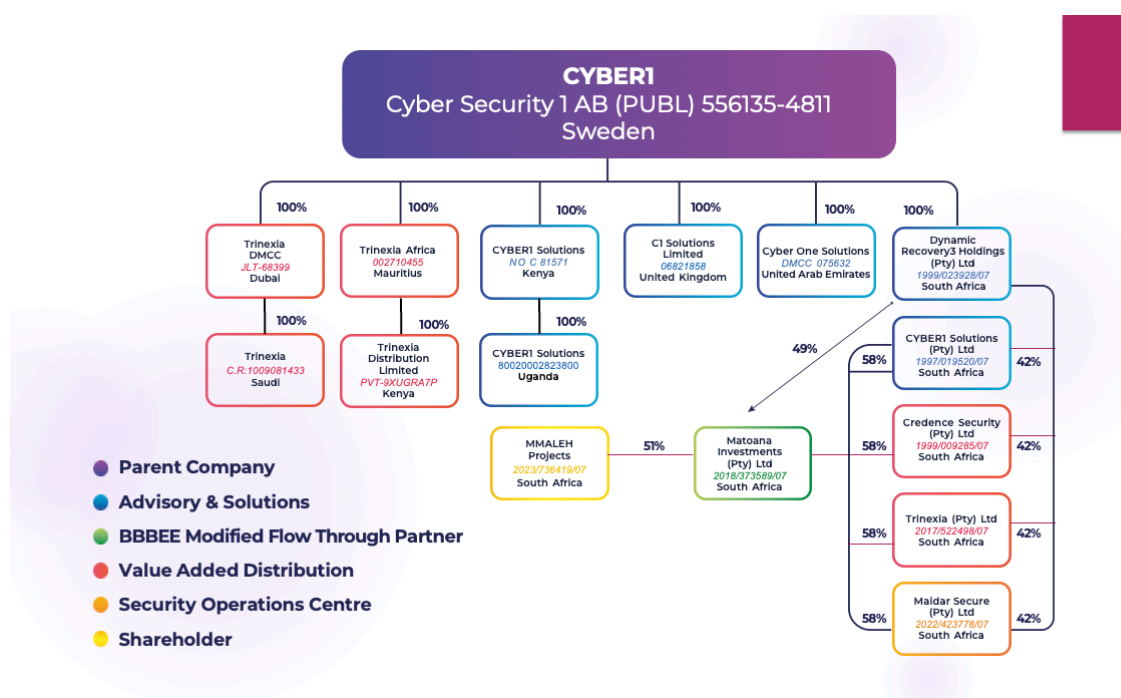 CYBER1
Cyber Security 1 AB (PUBL) 556135-4811
Sweden
100%
100%
100%
100%
100%
100%
Trinexia
DMCC
JLT-68399
Dubai
Trinexia Africa
002710455
Mauritius
CYBER1 Solutions
NO C 81571
Kenya
C1 Solutions
Limited
06821858
United Kingdom
Cyber One Solutions
DMCC 075632
United Arab Emirates
Dynamic
Recovery3 Holdings
(Pty) Ltd
1999/023928/07
South Africa
100%
100%
100%
Trinexia
C.R:1009081433
Saudi
Trinexia
Distribution
Limited
PVT-9XUGRA7P
Kenya
CYBER1 Solutions
80020002823800
Uganda
49%
58%
CYBER1 Solutions
(Pty) Ltd
1997/019520/07
South Africa
42%
MMALEH
Projects
2023/736419/07
South Africa
51%
Matoana
Investments
(Pty) Ltd
2018/373589/07
South Africa
58%
Credence Security
(Pty) Ltd
1999/009285/07
South Africa
42%
58%
Trinexia (Pty) Ltd
2017/522498/07
South Africa
42%
58%
Maidar Secure
(Pty) Ltd
2022/423778/07
South Africa
42%
Parent Company
Advisory & Solutions
BBBEE Modified Flow Through Partner
Value Added Distribution
Security Operations Centre
Shareholder